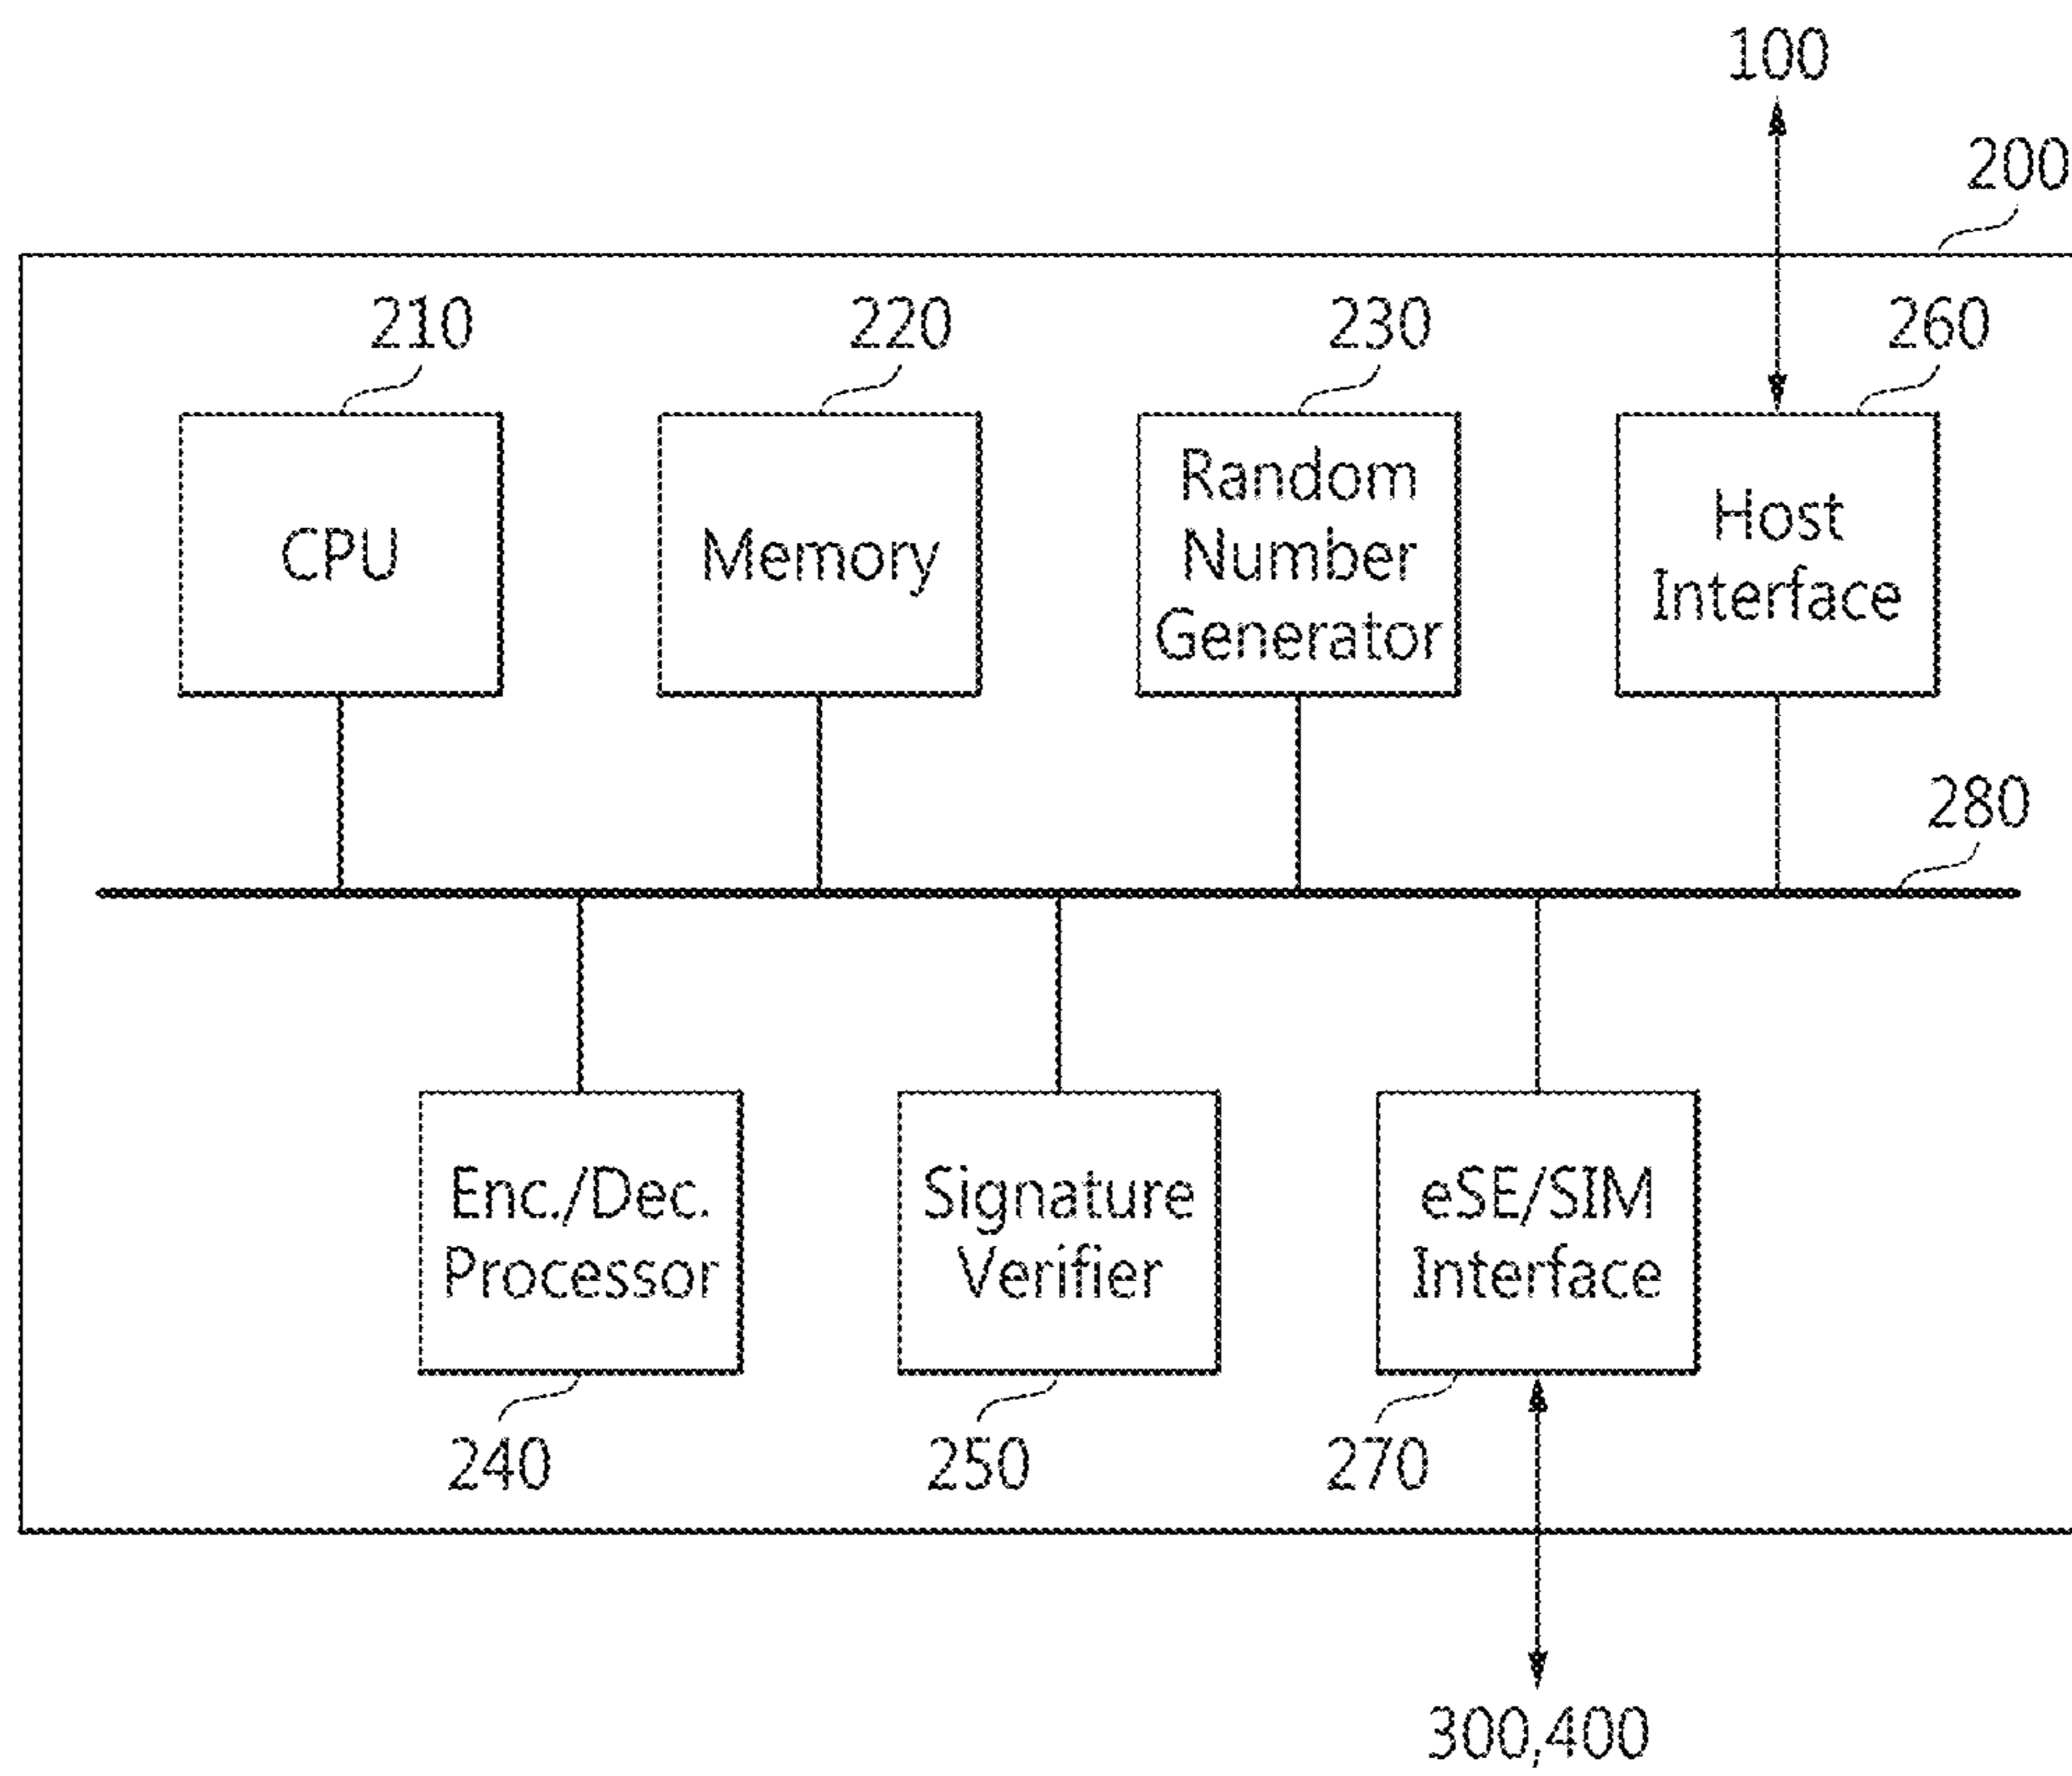 100
200
210
220
230
260
CPU
Memory
Random
Number
Generator
Host
Interface
280
Enc./Dec.
Processor
Signature
Verifier
eSE/SIM
Interface
240
250
270
300,400